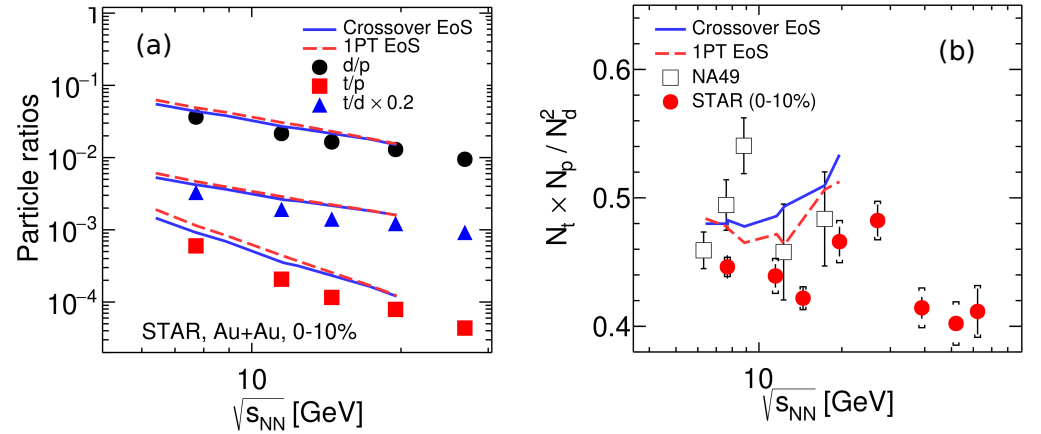 1
10⁻¹
10⁻²
10⁻³
10⁻⁴
Particle ratios
(a)
Crossover EoS
1PT EoS
d/p
t/p
t/d × 0.2
STAR, Au+Au, 0-10%
10
√sNN [GeV]
0.6
0.5
0.4
Nt × Np / Nd²
Crossover EoS
1PT EoS
NA49
STAR (0-10%)
(b)
10
√sNN [GeV]